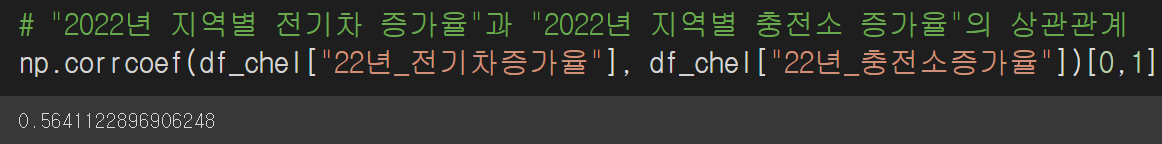 # "2022년 지역별 전기차 증가율"과 "2022년 지역별 충전소 증가율"의 상관관계
np.corrcoef(df_chel["22년_전기차증가율"], df_chel["22년_충전소증가율"])[0,1]
0.5641122896906248